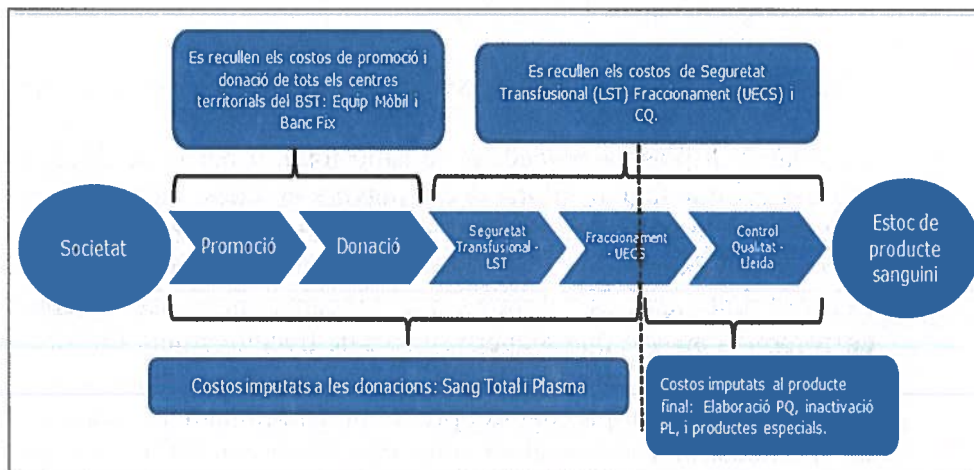 Es recullen els costos de promoció i
donació de tots els centres
territorials del BST: Equip Mòbil i
Banc Fix
Es recullen els costos de Seguretat
Transfusional (LST) Fraccionament (UECS) i
CQ.
Societat
Promoció
Donació
Seguretat
Transfusional -
LST
Fraccionament
- UECS
Control
Qualitat -
Lleida
Estoc de
producte
sanguini
Costos imputats a les donacions: Sang Total i Plasma
Costos imputats al producte
final: Elaboració PQ, inactivació
PL, i productes especials.